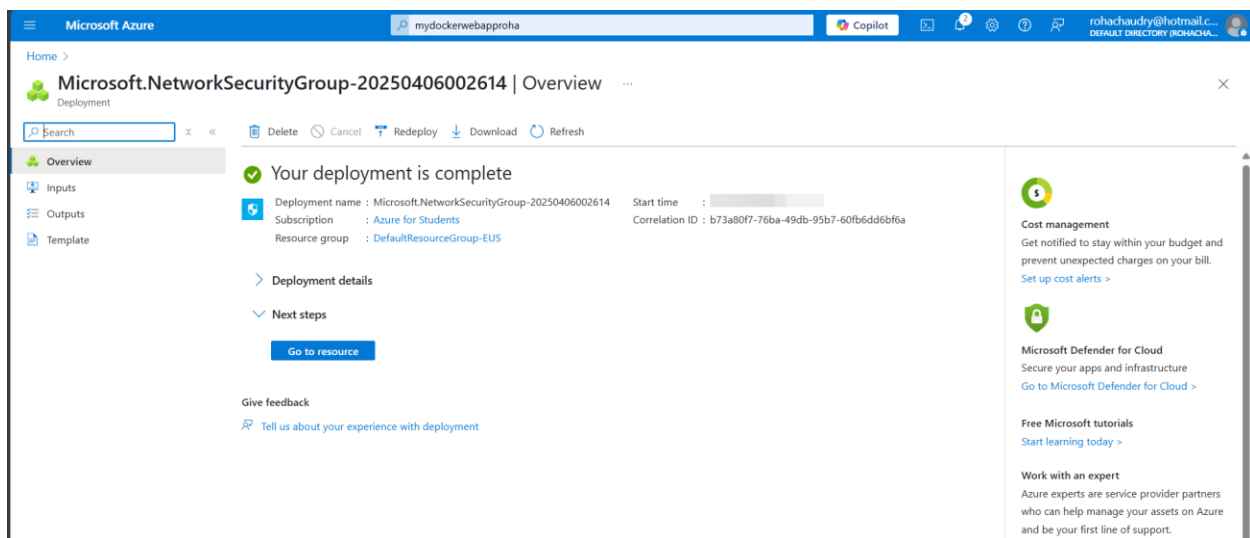 Microsoft Azure
mydockerwebapproha
Copilot
2
rohachaudry@hotmail.c...
DEFAULT DIRECTORY (ROHACHA...
Home >
Microsoft.NetworkSecurityGroup-20250406002614 | Overview ...
Deployment
Search
Delete Cancel Redeploy Download Refresh
Overview
Inputs
Outputs
Template
Your deployment is complete
Deployment name : Microsoft.NetworkSecurityGroup-20250406002614
Subscription : Azure for Students
Resource group : DefaultResourceGroup-EUS
Start time :
Correlation ID : b73a80f7-76ba-49db-95b7-60fb6dd6bf6a
Deployment details
Next steps
Go to resource
Give feedback
Tell us about your experience with deployment
Cost management
Get notified to stay within your budget and
prevent unexpected charges on your bill.
Set up cost alerts >
Microsoft Defender for Cloud
Secure your apps and infrastructure
Go to Microsoft Defender for Cloud >
Free Microsoft tutorials
Start learning today >
Work with an expert
Azure experts are service provider partners
who can help manage your assets on Azure
and be your first line of support.